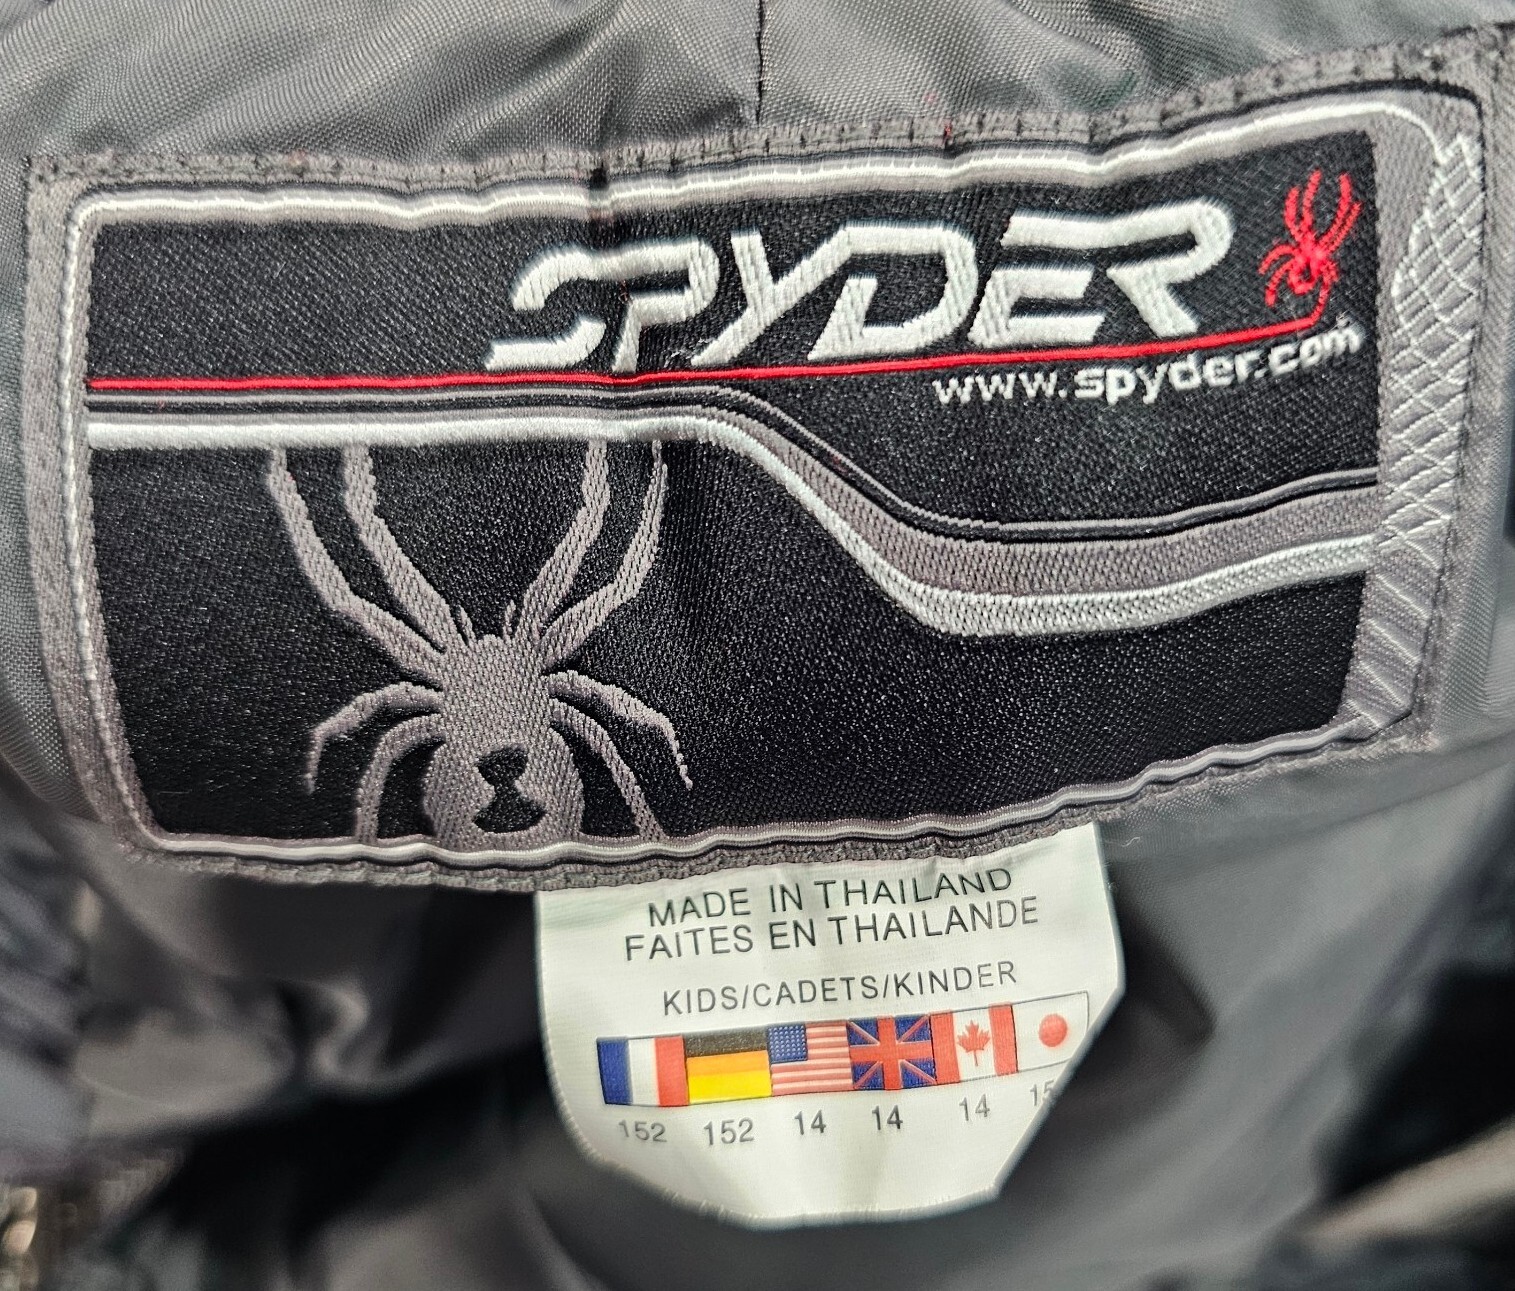 SPYDER
www.spyder.com
MADE IN THAILAND
FAITES EN THAILANDE
KIDS/CADETS/KINDER
152 152 14 14 14